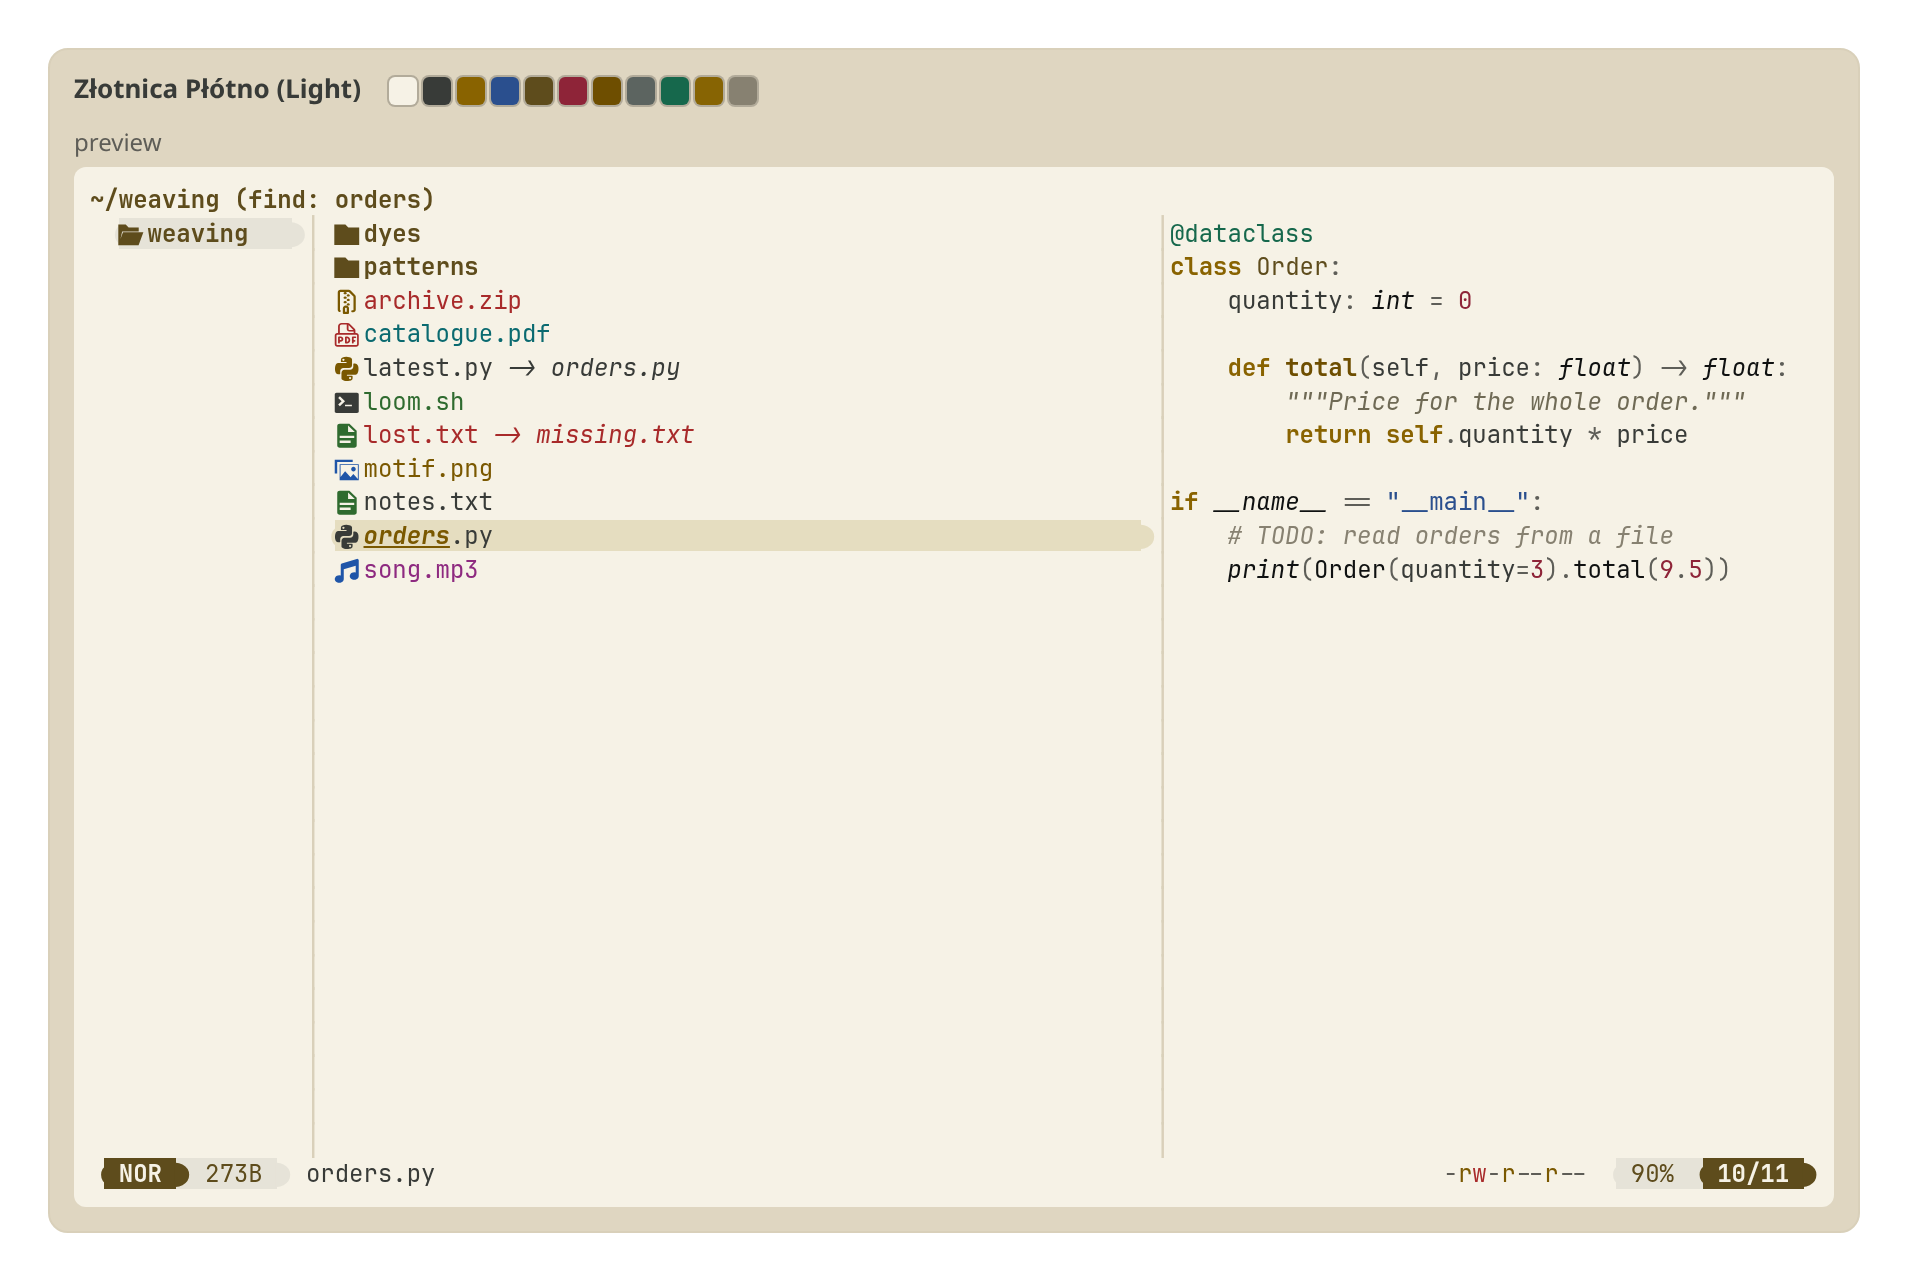 Złotnica Płótno (Light)
preview
~/weaving (find: orders)
weaving
dyes
patterns
archive.zip
catalogue.pdf
latest.py -> orders.py
loom.sh
lost.txt -> missing.txt
motif.png
notes.txt
orders.py
song.mp3
@dataclass
class Order:
    quantity: int = 0
    def total(self, price: float) -> float:
        """Price for the whole order."""
        return self.quantity * price
if __name__ == "__main__":
    # TODO: read orders from a file
    print(Order(quantity=3).total(9.5))
NOR 273B orders.py -rw-r--r-- 90% 10/11